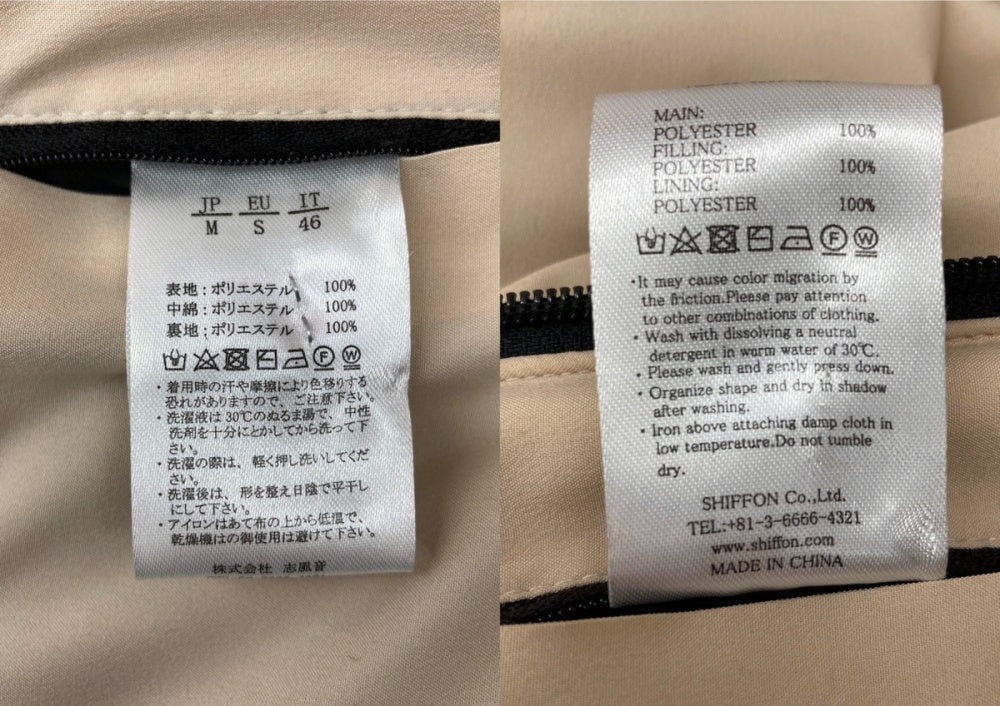 JP EU IT
M S 46
表地:ポリエステル 100%
中綿:ポリエステル 100%
裏地:ポリエステル 100%
F W
・着用時の汗や摩擦により色移りする
恐れがありますので、ご注意下さい。
・洗濯液は30℃のぬるま湯で、中性
洗剤を十分にとかしてから洗って下
さい。
・洗濯の際は、軽く押し洗いしてくだ
さい。
・洗濯後は、形を整え日陰で平干し
にして下さい。
・アイロンはあて布の上から低温で、
乾燥機はの御使用は避けて下さい。
株式会社 志風音
MAIN:
POLYESTER 100%
FILLING:
POLYESTER 100%
LINING:
POLYESTER 100%
F W
・It may cause color migration by
the friction.Please pay attention
to other combinations of clothing.
・Wash with dissolving a neutral
detergent in warm water of 30℃.
・Please wash and gently press down.
・Organize shape and dry in shadow
after washing.
・Iron above attaching damp cloth in
low temperature.Do not tumble
dry.
SHIFFON Co.,Ltd.
TEL:+81-3-6666-4321
www.shiffon.com
MADE IN CHINA